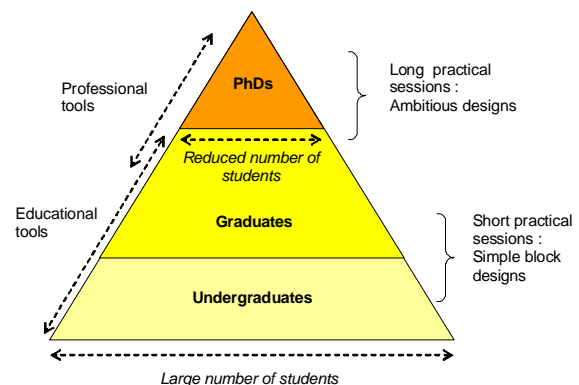 PhDs
Professional
tools
Long practical
sessions :
Ambitious designs
Reduced number of
students
Educational
tools
Graduates
Short practical
sessions :
Simple block
designs
Undergraduates
Large number of students